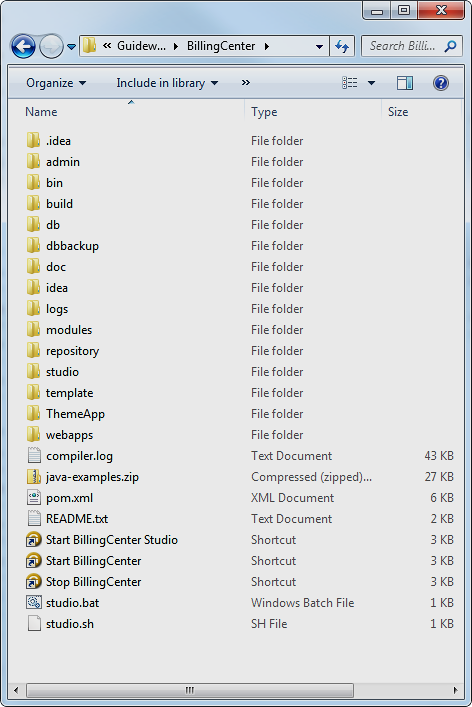 « Guidew... BillingCenter Search Billi...
Organize Include in library »
Name Type Size
.idea File folder
admin File folder
bin File folder
build File folder
db File folder
dbbackup File folder
doc File folder
idea File folder
logs File folder
modules File folder
repository File folder
studio File folder
template File folder
ThemeApp File folder
webapps File folder
compiler.log Text Document 43 KB
java-examples.zip Compressed (zipped)... 27 KB
pom.xml XML Document 6 KB
README.txt Text Document 2 KB
Start BillingCenter Studio Shortcut 3 KB
Start BillingCenter Shortcut 3 KB
Stop BillingCenter Shortcut 3 KB
studio.bat Windows Batch File 1 KB
studio.sh SH File 1 KB